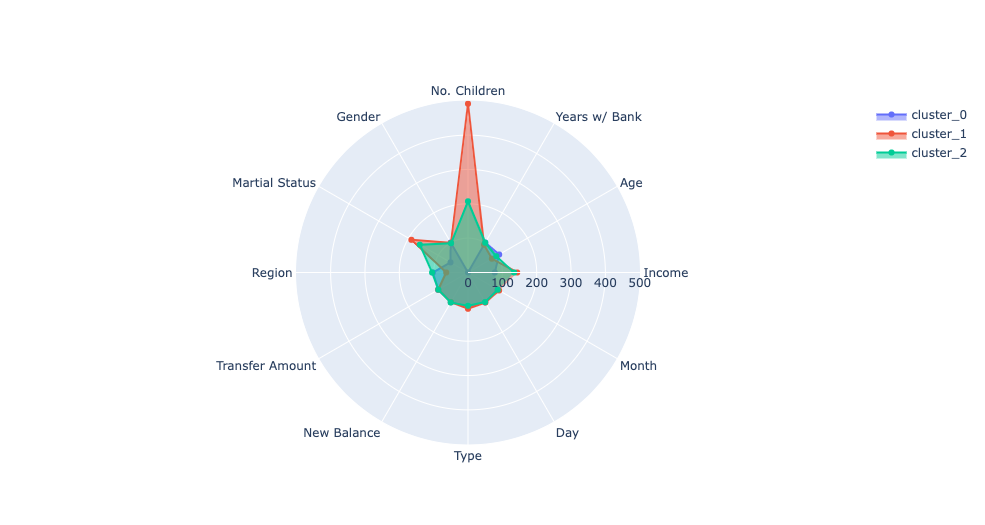 No. Children
Gender
Years w/ Bank
cluster_0
cluster_1
cluster_2
Martial Status
Age
Region
Income
0 100 200 300 400 500
Transfer Amount
Month
New Balance
Day
Type